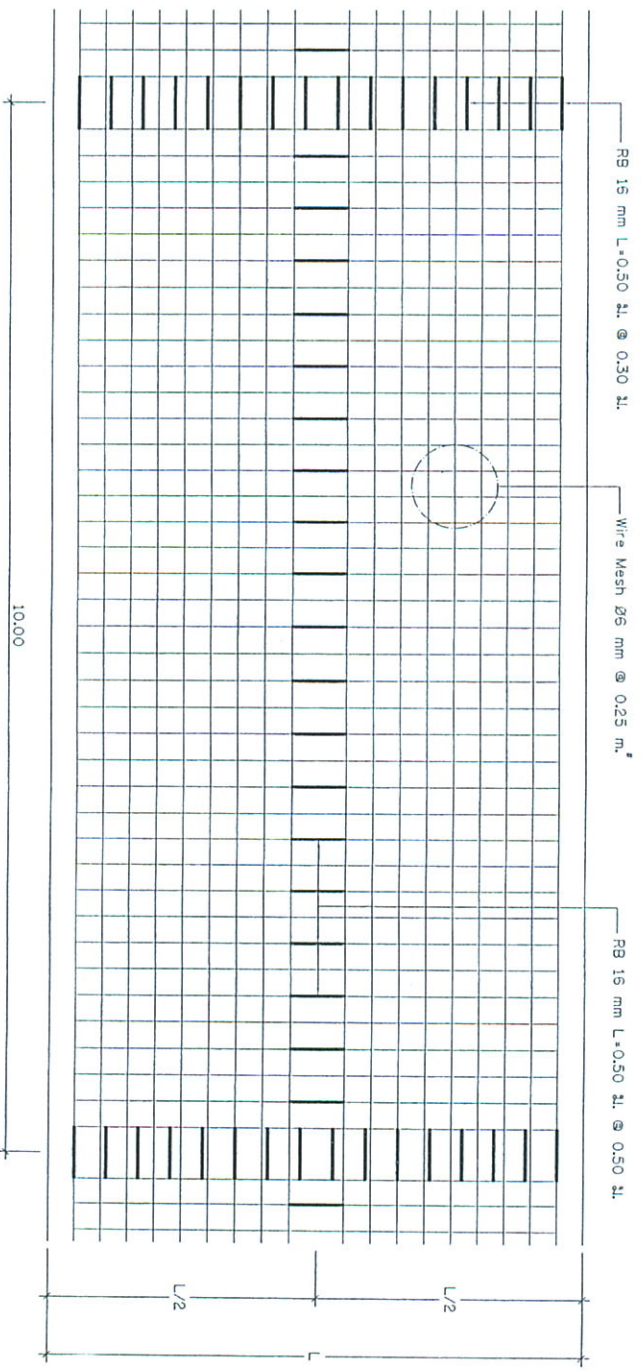 RB 16 mm L=0.50 ม. @ 0.30 ม.
Wire Mesh Ø6 mm @ 0.25 m.#
RB 16 mm L=0.50 ม. @ 0.50 ม.
10.00
L/2
L/2
L